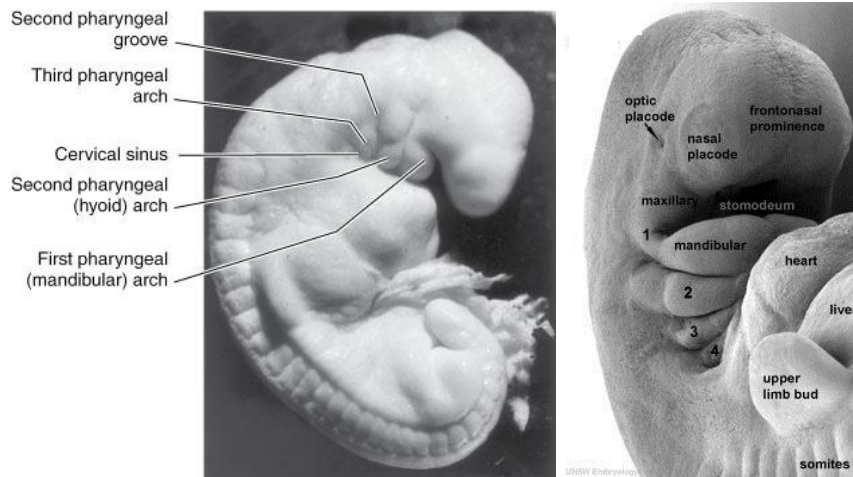 Second pharyngeal
groove
Third pharyngeal
arch
Cervical sinus
Second pharyngeal
(hyoid) arch
First pharyngeal
(mandibular) arch
optic
placode
nasal
placode
frontonasal
prominence
maxillary
stomodeum
1
mandibular
heart
2
live
3
4
upper
limb bud
somites
UNSW Embryology